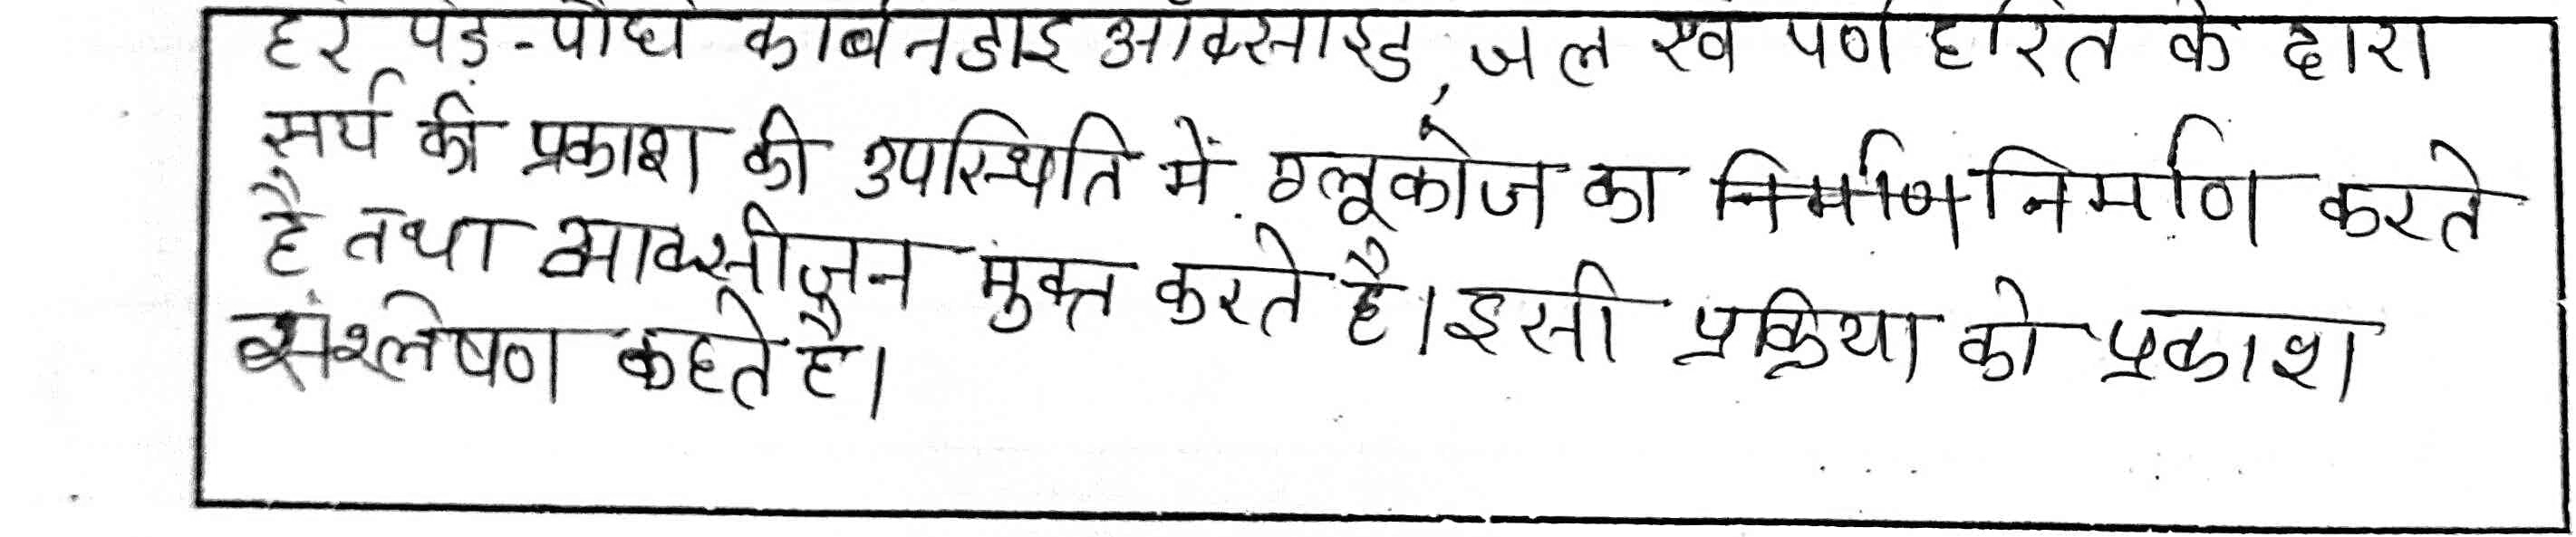 हरे पेड़-पौधे कार्बनडाइ ऑक्साइड, जल एवं पर्ण हरित के द्वारा
सूर्य की प्रकाश की उपस्थिति में ग्लूकोज का निर्माण निर्माण करते
है तथा आक्सीजन मुक्त करते है। इसी प्रक्रिया को प्रकाश
संश्लेषण कहते है।